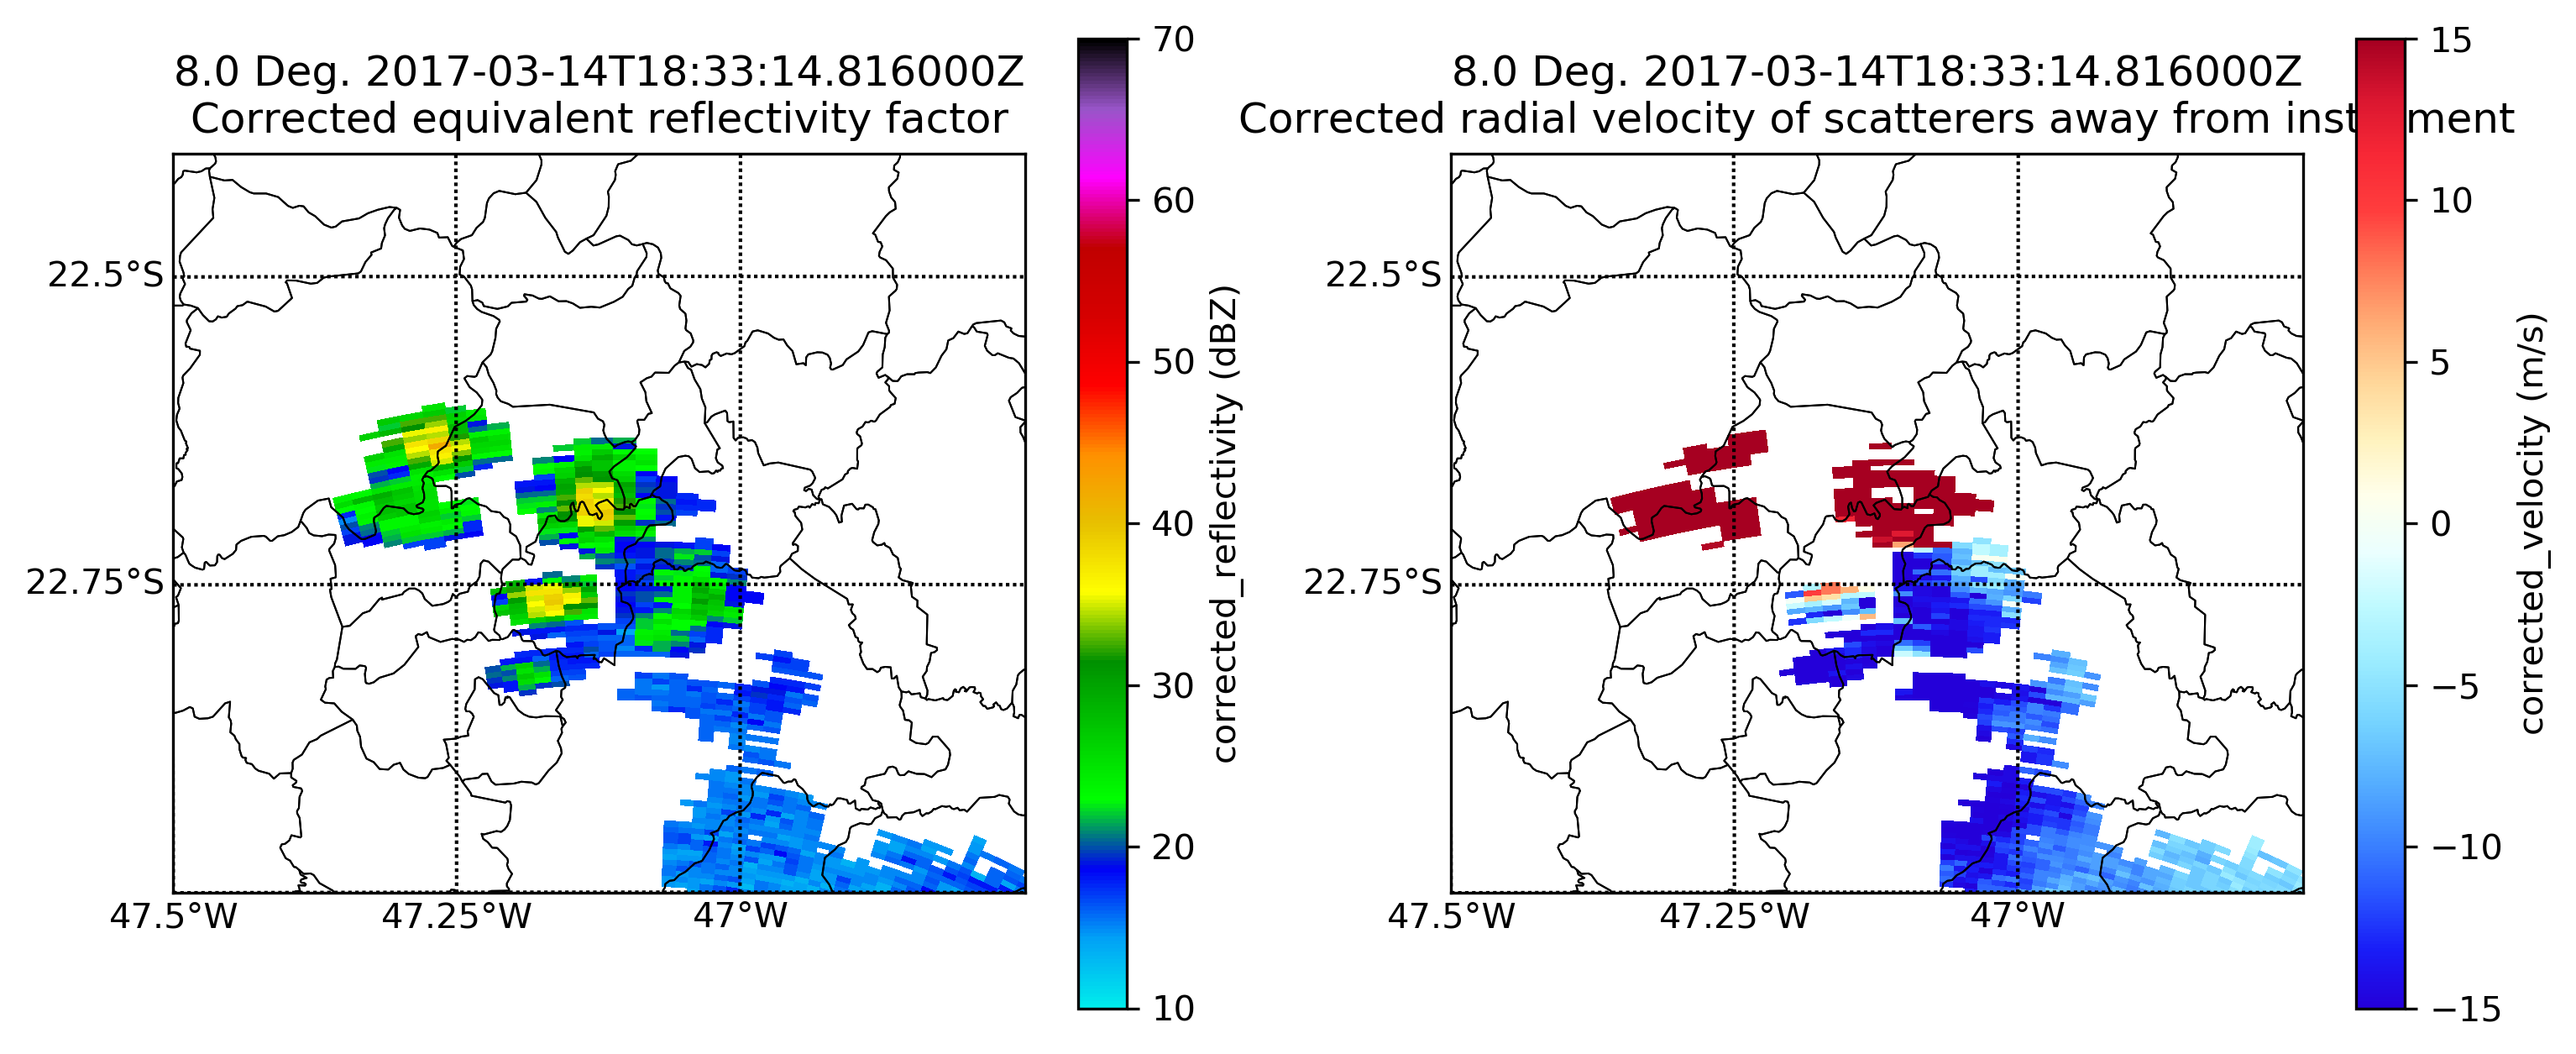 8.0 Deg. 2017-03-14T18:33:14.816000Z
Corrected equivalent reflectivity factor
22.5°S
22.75°S
47.5°W
47.25°W
47°W
70
60
50
40
30
20
10
corrected_reflectivity (dBZ)
8.0 Deg. 2017-03-14T18:33:14.816000Z
Corrected radial velocity of scatterers away from inst ment
22.5°S
22.75°S
47.5°W
47.25°W
47°W
15
10
5
0
−5
−10
−15
corrected_velocity (m/s)